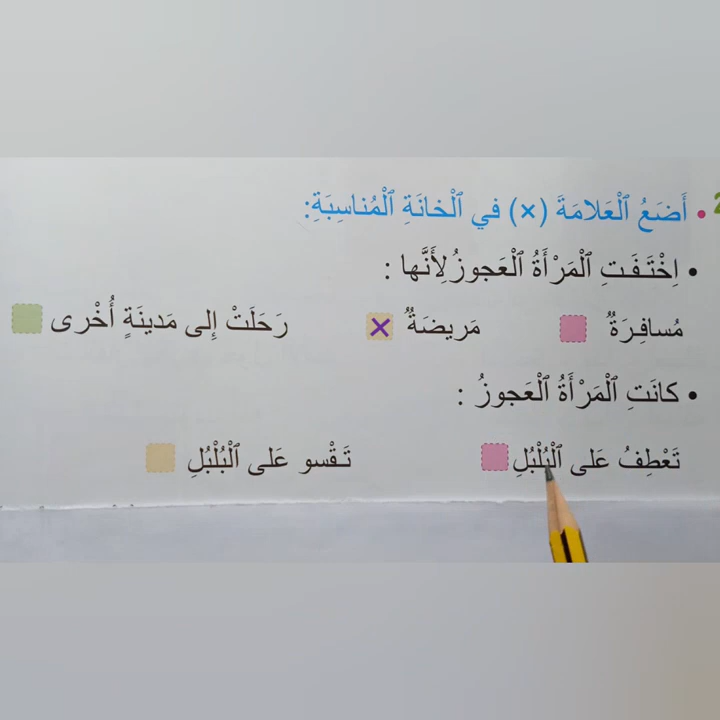 • أَضَعُ ٱلْعَلامَةَ (×) في ٱلْخانَةِ ٱلْمُناسِبَةِ:
• اِخْتَفَتِ ٱلْمَرْأَةُ ٱلْعَجوزُ لِأَنَّها :
مُسافِرَةٌ مَريضَةٌ × رَحَلَتْ إِلى مَدينَةٍ أُخْرى
• كانَتِ ٱلْمَرْأَةُ ٱلْعَجوزُ :
تَعْطِفُ عَلى ٱلْبُلْبُلِ تَقْسو عَلى ٱلْبُلْبُلِ